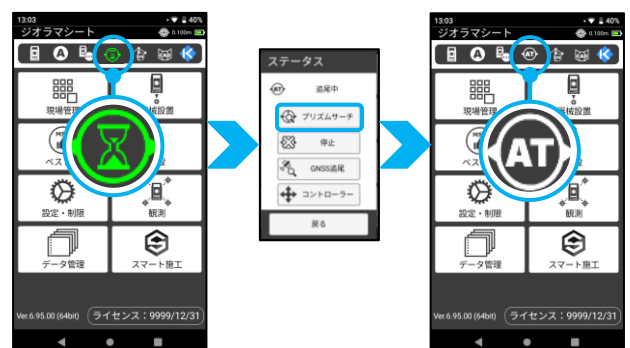 13:03
40%
ジオラマシート
0.100m
A
現場管理
械設置
ベス
設定・制限
観測
データ管理
スマート施工
Ver.6.95.00 (64bit)
ライセンス：9999/12/31
ステータス
AT
追尾中
プリズムサーチ
停止
GNSS追尾
コントローラー
戻る
13:03
40%
ジオラマシート
0.100m
A
AT
現場管理
械設置
AT
ベス
設定・制限
観測
データ管理
スマート施工
Ver.6.95.00 (64bit)
ライセンス：9999/12/31